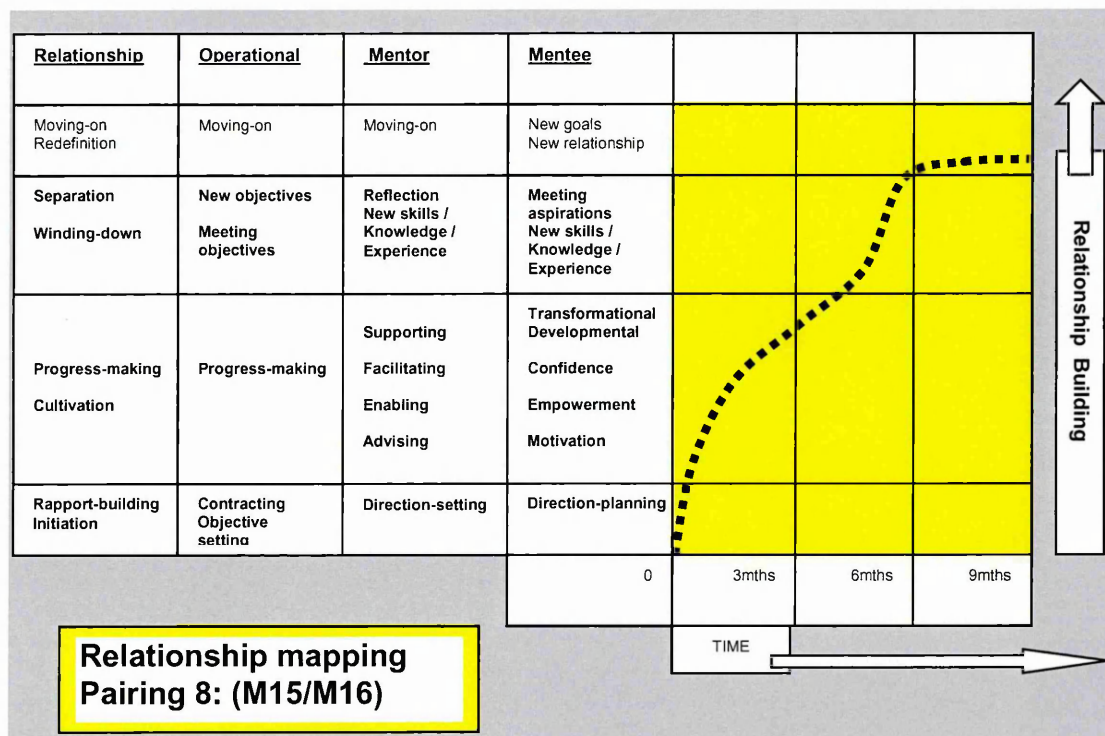 Relationship Operational Mentor Mentee
Moving-on Moving-on Moving-on New goals
Redefinition New relationship
Separation New objectives Reflection Meeting
New skills / aspirations
Winding-down Meeting Knowledge / New skills /
objectives Experience Knowledge /
Experience
Transformational
Supporting Developmental
Progress-making Progress-making Facilitating Confidence
Cultivation Enabling Empowerment
Advising Motivation
Rapport-building Contracting Direction-setting Direction-planning
Initiation Objective
setting
0 3mths 6mths 9mths
TIME
Relationship Building
Relationship mapping
Pairing 8: (M15/M16)